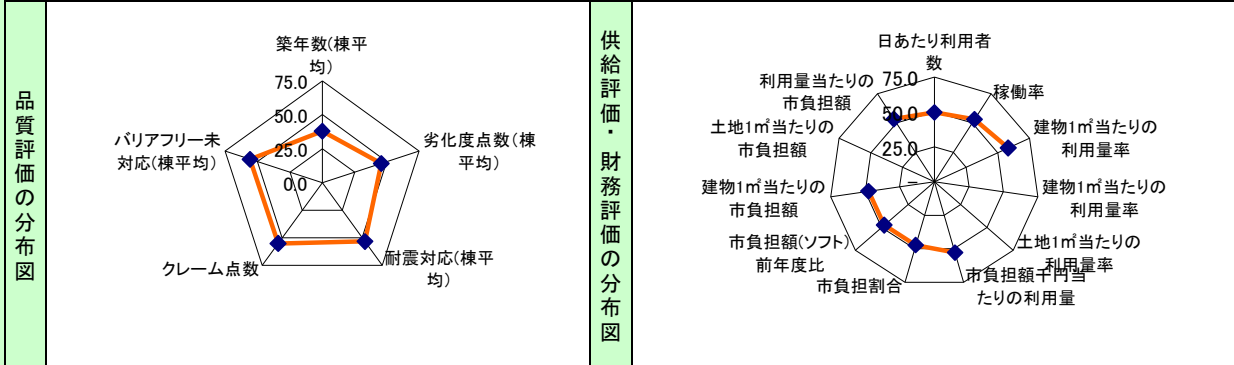 品質評価の分布図
築年数(棟平
均)
75.0
50.0
25.0
0.0
劣化度点数(棟
平均)
耐震対応(棟平
均)
クレーム点数
バリアフリー未
対応(棟平均)
供給評価・財務評価の分布図
日あたり利用者
数
75.0
50.0
25.0
–
稼働率
建物1㎡当たりの
利用量率
建物1㎡当たりの
利用量率
土地1㎡当たりの
利用量率
市負担額千円当
たりの利用量
市負担割合
市負担額(ソフト)
前年度比
建物1㎡当たりの
市負担額
土地1㎡当たりの
市負担額
利用量当たりの
市負担額